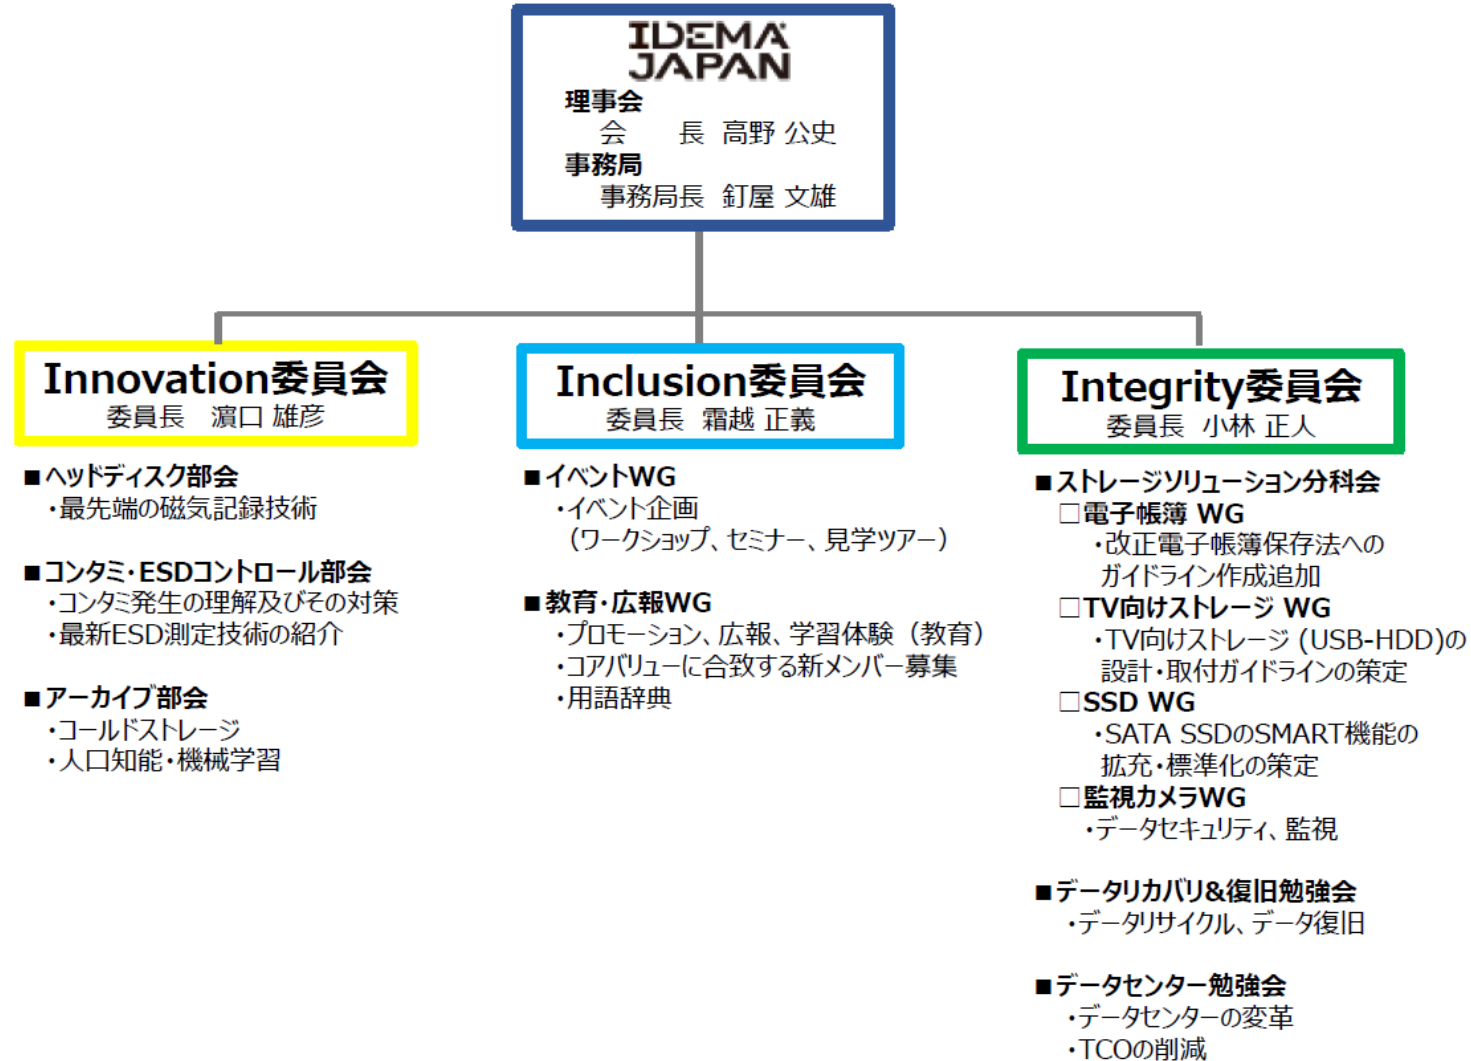 IDEMA
JAPAN
理事会
会　　長 高野 公史
事務局
事務局長 釘屋 文雄
Innovation委員会
委員長　濵口 雄彦
■ヘッドディスク部会
・最先端の磁気記録技術
■コンタミ・ESDコントロール部会
・コンタミ発生の理解及びその対策
・最新ESD測定技術の紹介
■アーカイブ部会
・コールドストレージ
・人口知能・機械学習
Inclusion委員会
委員長 霜越 正義
■イベントWG
・イベント企画
（ワークショップ、セミナー、見学ツアー）
■教育・広報WG
・プロモーション、広報、学習体験（教育）
・コアバリューに合致する新メンバー募集
・用語辞典
Integrity委員会
委員長 小林 正人
■ストレージソリューション分科会
□電子帳簿 WG
・改正電子帳簿保存法への
ガイドライン作成追加
□TV向けストレージ WG
・TV向けストレージ (USB-HDD)の
設計・取付ガイドラインの策定
□SSD WG
・SATA SSDのSMART機能の
拡充・標準化の策定
□監視カメラWG
・データセキュリティ、監視
■データリカバリ&復旧勉強会
・データリサイクル、データ復旧
■データセンター勉強会
・データセンターの変革
・TCOの削減